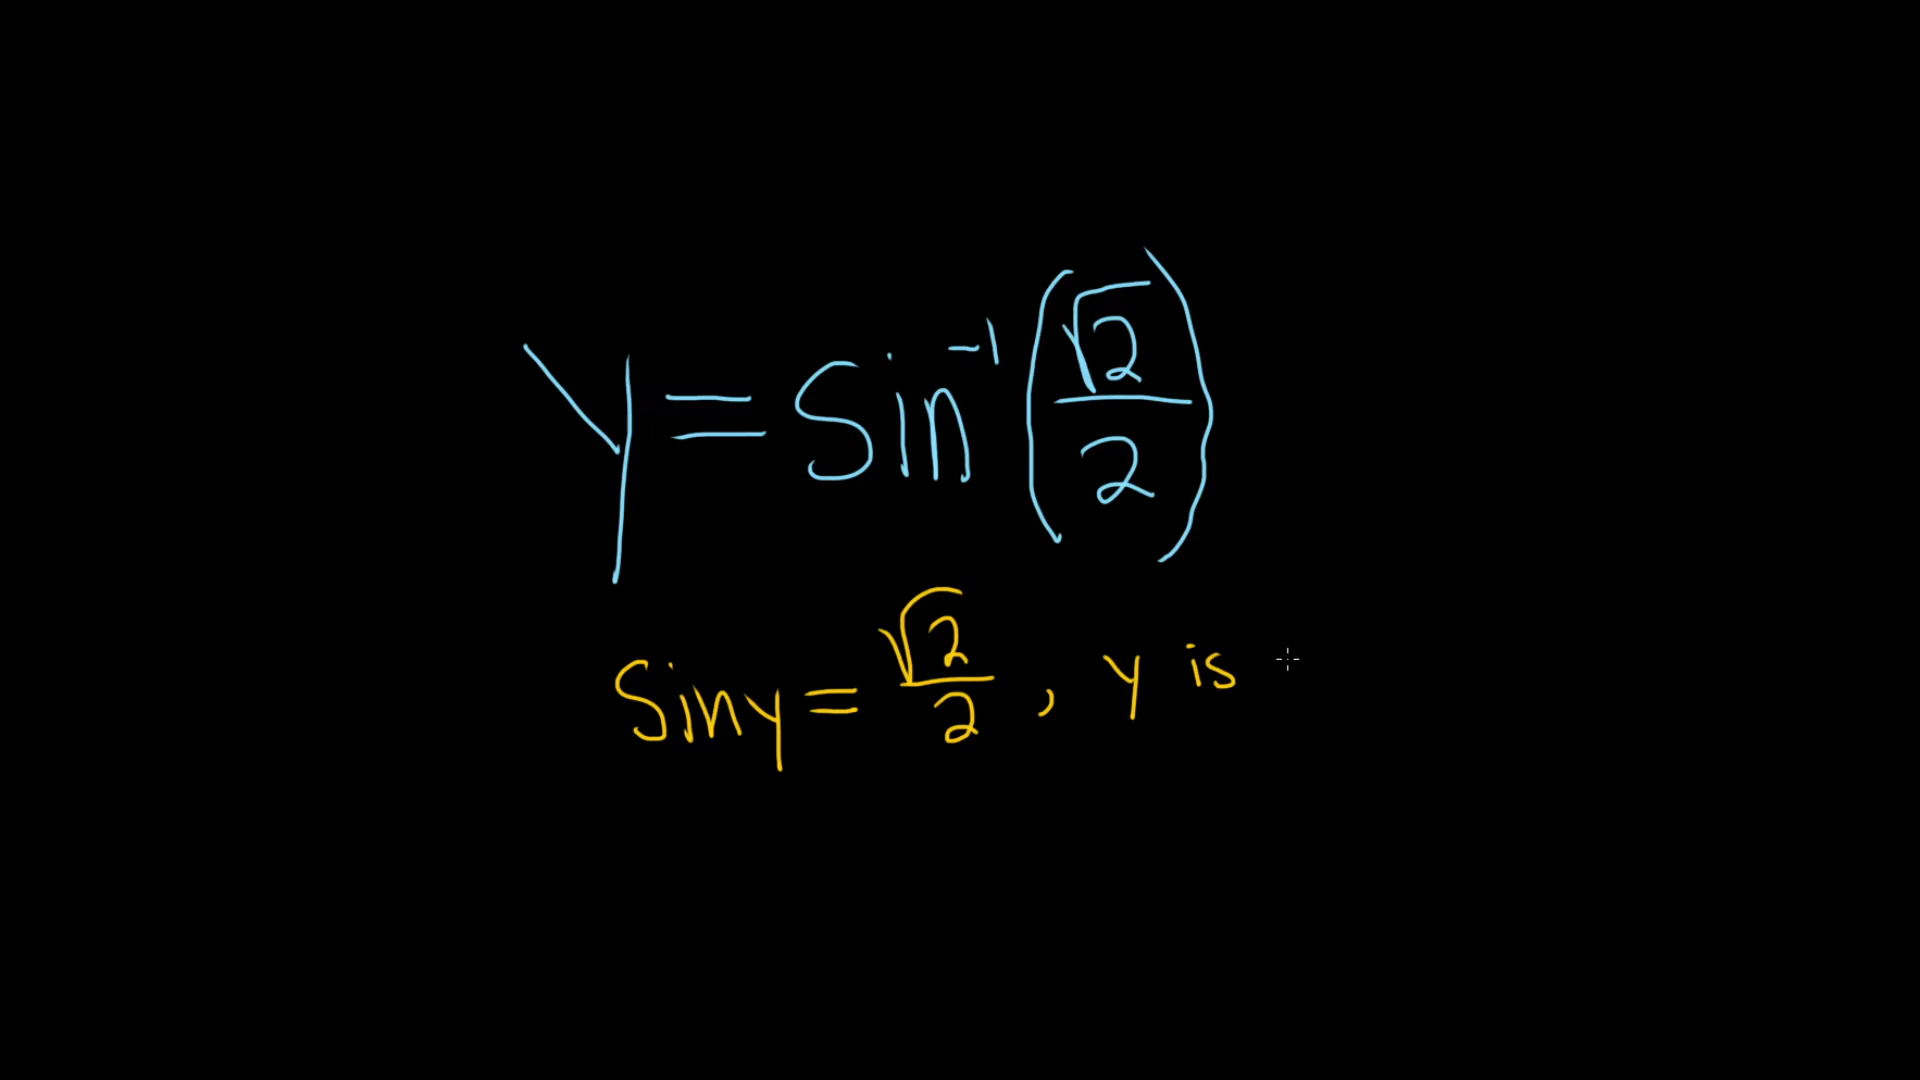 Y = Sin⁻¹(√2/2)
Sin y = √2/2 , y is